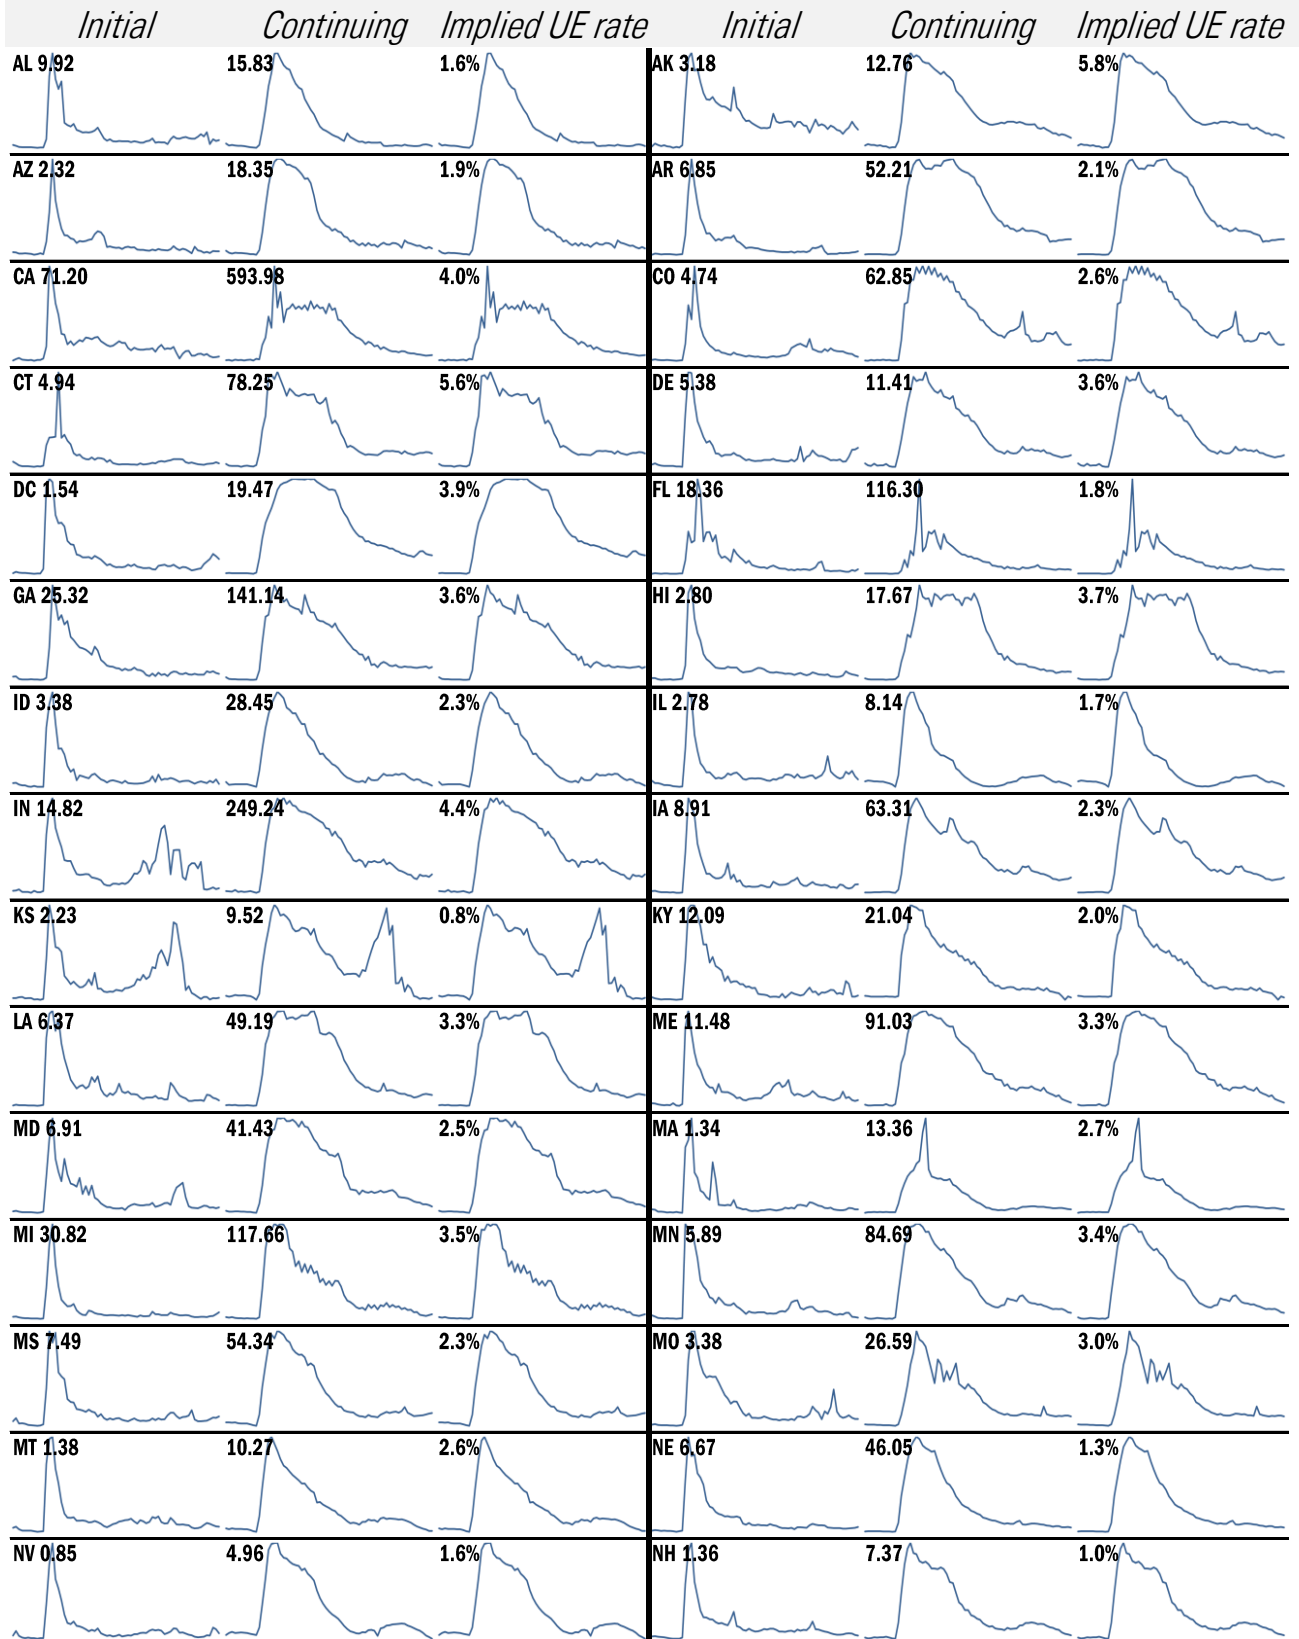 Initial Continuing Implied UE rate Initial Continuing Implied UE rate
AL 9.92 15.83 1.6% AK 3.18 12.76 5.8%
AZ 2.32 18.35 1.9% AR 6.85 52.21 2.1%
CA 71.20 593.98 4.0% CO 4.74 62.85 2.6%
CT 4.94 78.25 5.6% DE 5.38 11.41 3.6%
DC 1.54 19.47 3.9% FL 18.36 116.30 1.8%
GA 25.32 141.14 3.6% HI 2.80 17.67 3.7%
ID 3.38 28.45 2.3% IL 2.78 8.14 1.7%
IN 14.82 249.24 4.4% IA 8.91 63.31 2.3%
KS 2.23 9.52 0.8% KY 12.09 21.04 2.0%
LA 6.37 49.19 3.3% ME 11.48 91.03 3.3%
MD 6.91 41.43 2.5% MA 1.34 13.36 2.7%
MI 30.82 117.66 3.5% MN 5.89 84.69 3.4%
MS 7.49 54.34 2.3% MO 3.38 26.59 3.0%
MT 1.38 10.27 2.6% NE 6.67 46.05 1.3%
NV 0.85 4.96 1.6% NH 1.36 7.37 1.0%